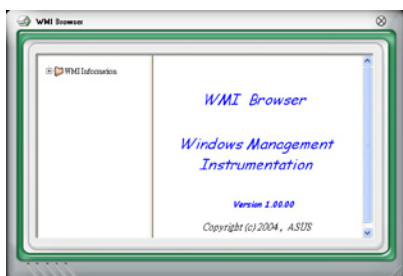 WMI Browser
WMI Information
WMI Browser
Windows Management
Instrumentation
Version 1.00.00
Copyright (c) 2004, ASUS